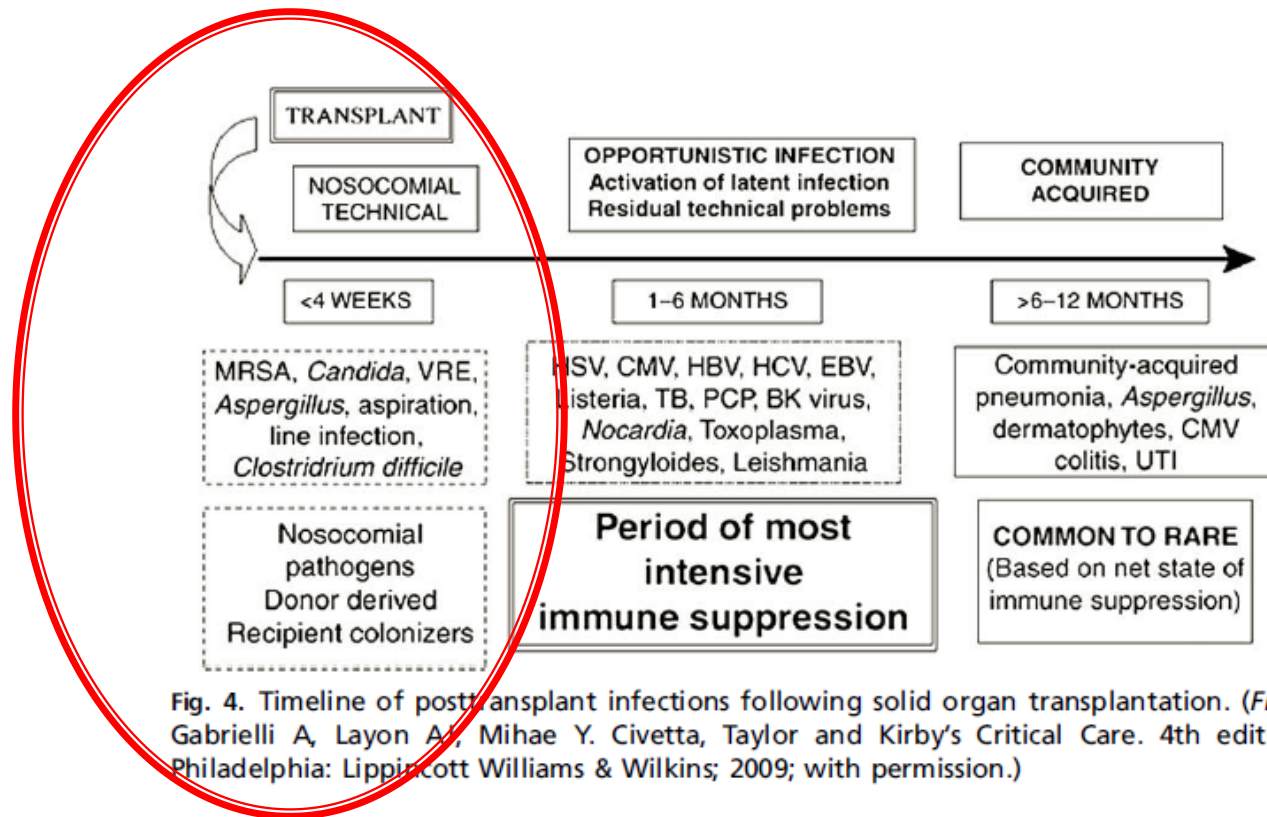 TRANSPLANT
NOSOCOMIAL
TECHNICAL
OPPORTUNISTIC INFECTION
Activation of latent infection
Residual technical problems
COMMUNITY
ACQUIRED
<4 WEEKS
1–6 MONTHS
>6–12 MONTHS
MRSA, Candida, VRE,
Aspergillus, aspiration,
line infection,
Clostridrium difficile
HSV, CMV, HBV, HCV, EBV,
Listeria, TB, PCP, BK virus,
Nocardia, Toxoplasma,
Strongyloides, Leishmania
Community-acquired
pneumonia, Aspergillus,
dermatophytes, CMV
colitis, UTI
Nosocomial
pathogens
Donor derived
Recipient colonizers
Period of most
intensive
immune suppression
COMMON TO RARE
(Based on net state of
immune suppression)
Fig. 4. Timeline of posttransplant infections following solid organ transplantation. (
Gabrielli A, Layon AJ, Mihae Y. Civetta, Taylor and Kirby's Critical Care. 4th edit
Philadelphia: Lippincott Williams & Wilkins; 2009; with permission.)